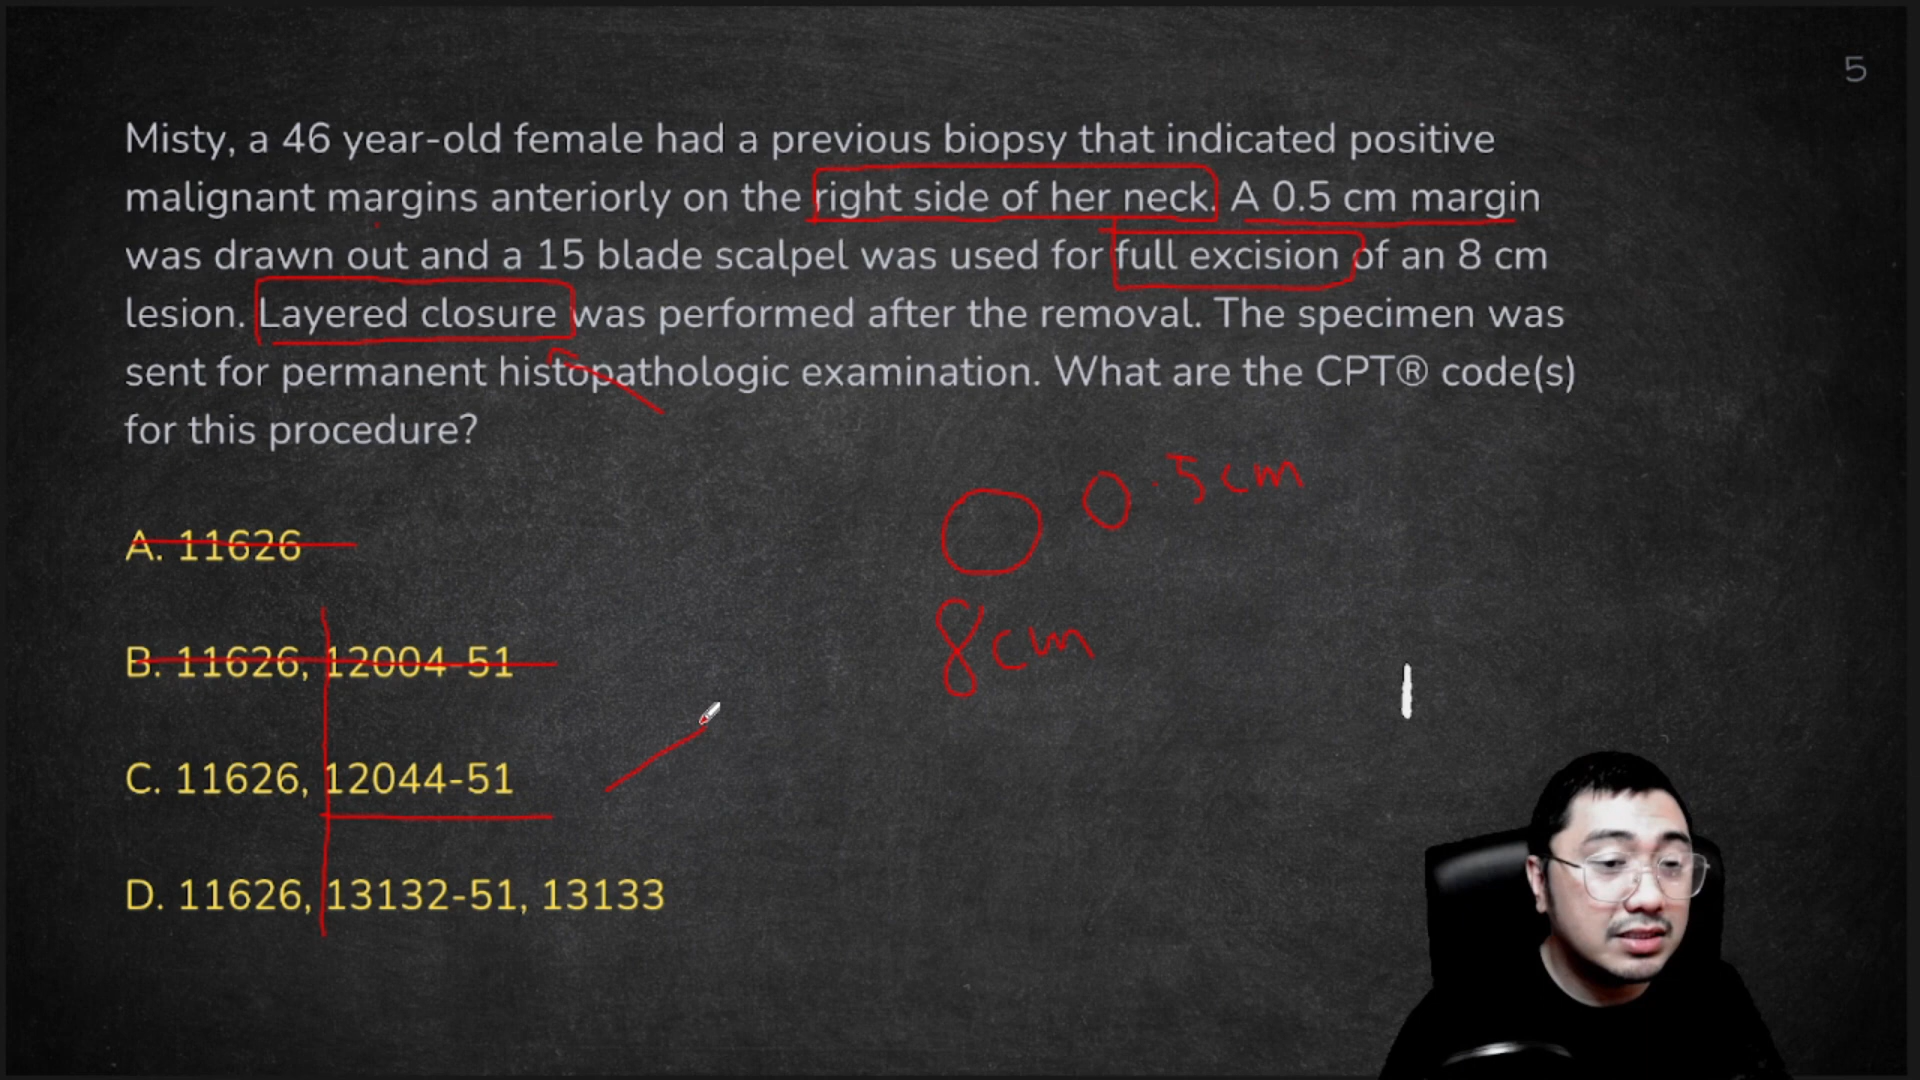 5
Misty, a 46 year-old female had a previous biopsy that indicated positive
malignant margins anteriorly on the right side of her neck. A 0.5 cm margin
was drawn out and a 15 blade scalpel was used for full excision of an 8 cm
lesion. Layered closure was performed after the removal. The specimen was
sent for permanent histopathologic examination. What are the CPT® code(s)
for this procedure?
0.5cm
A. 11626
8cm
B. 11626, 12004-51
C. 11626, 12044-51
D. 11626, 13132-51, 13133